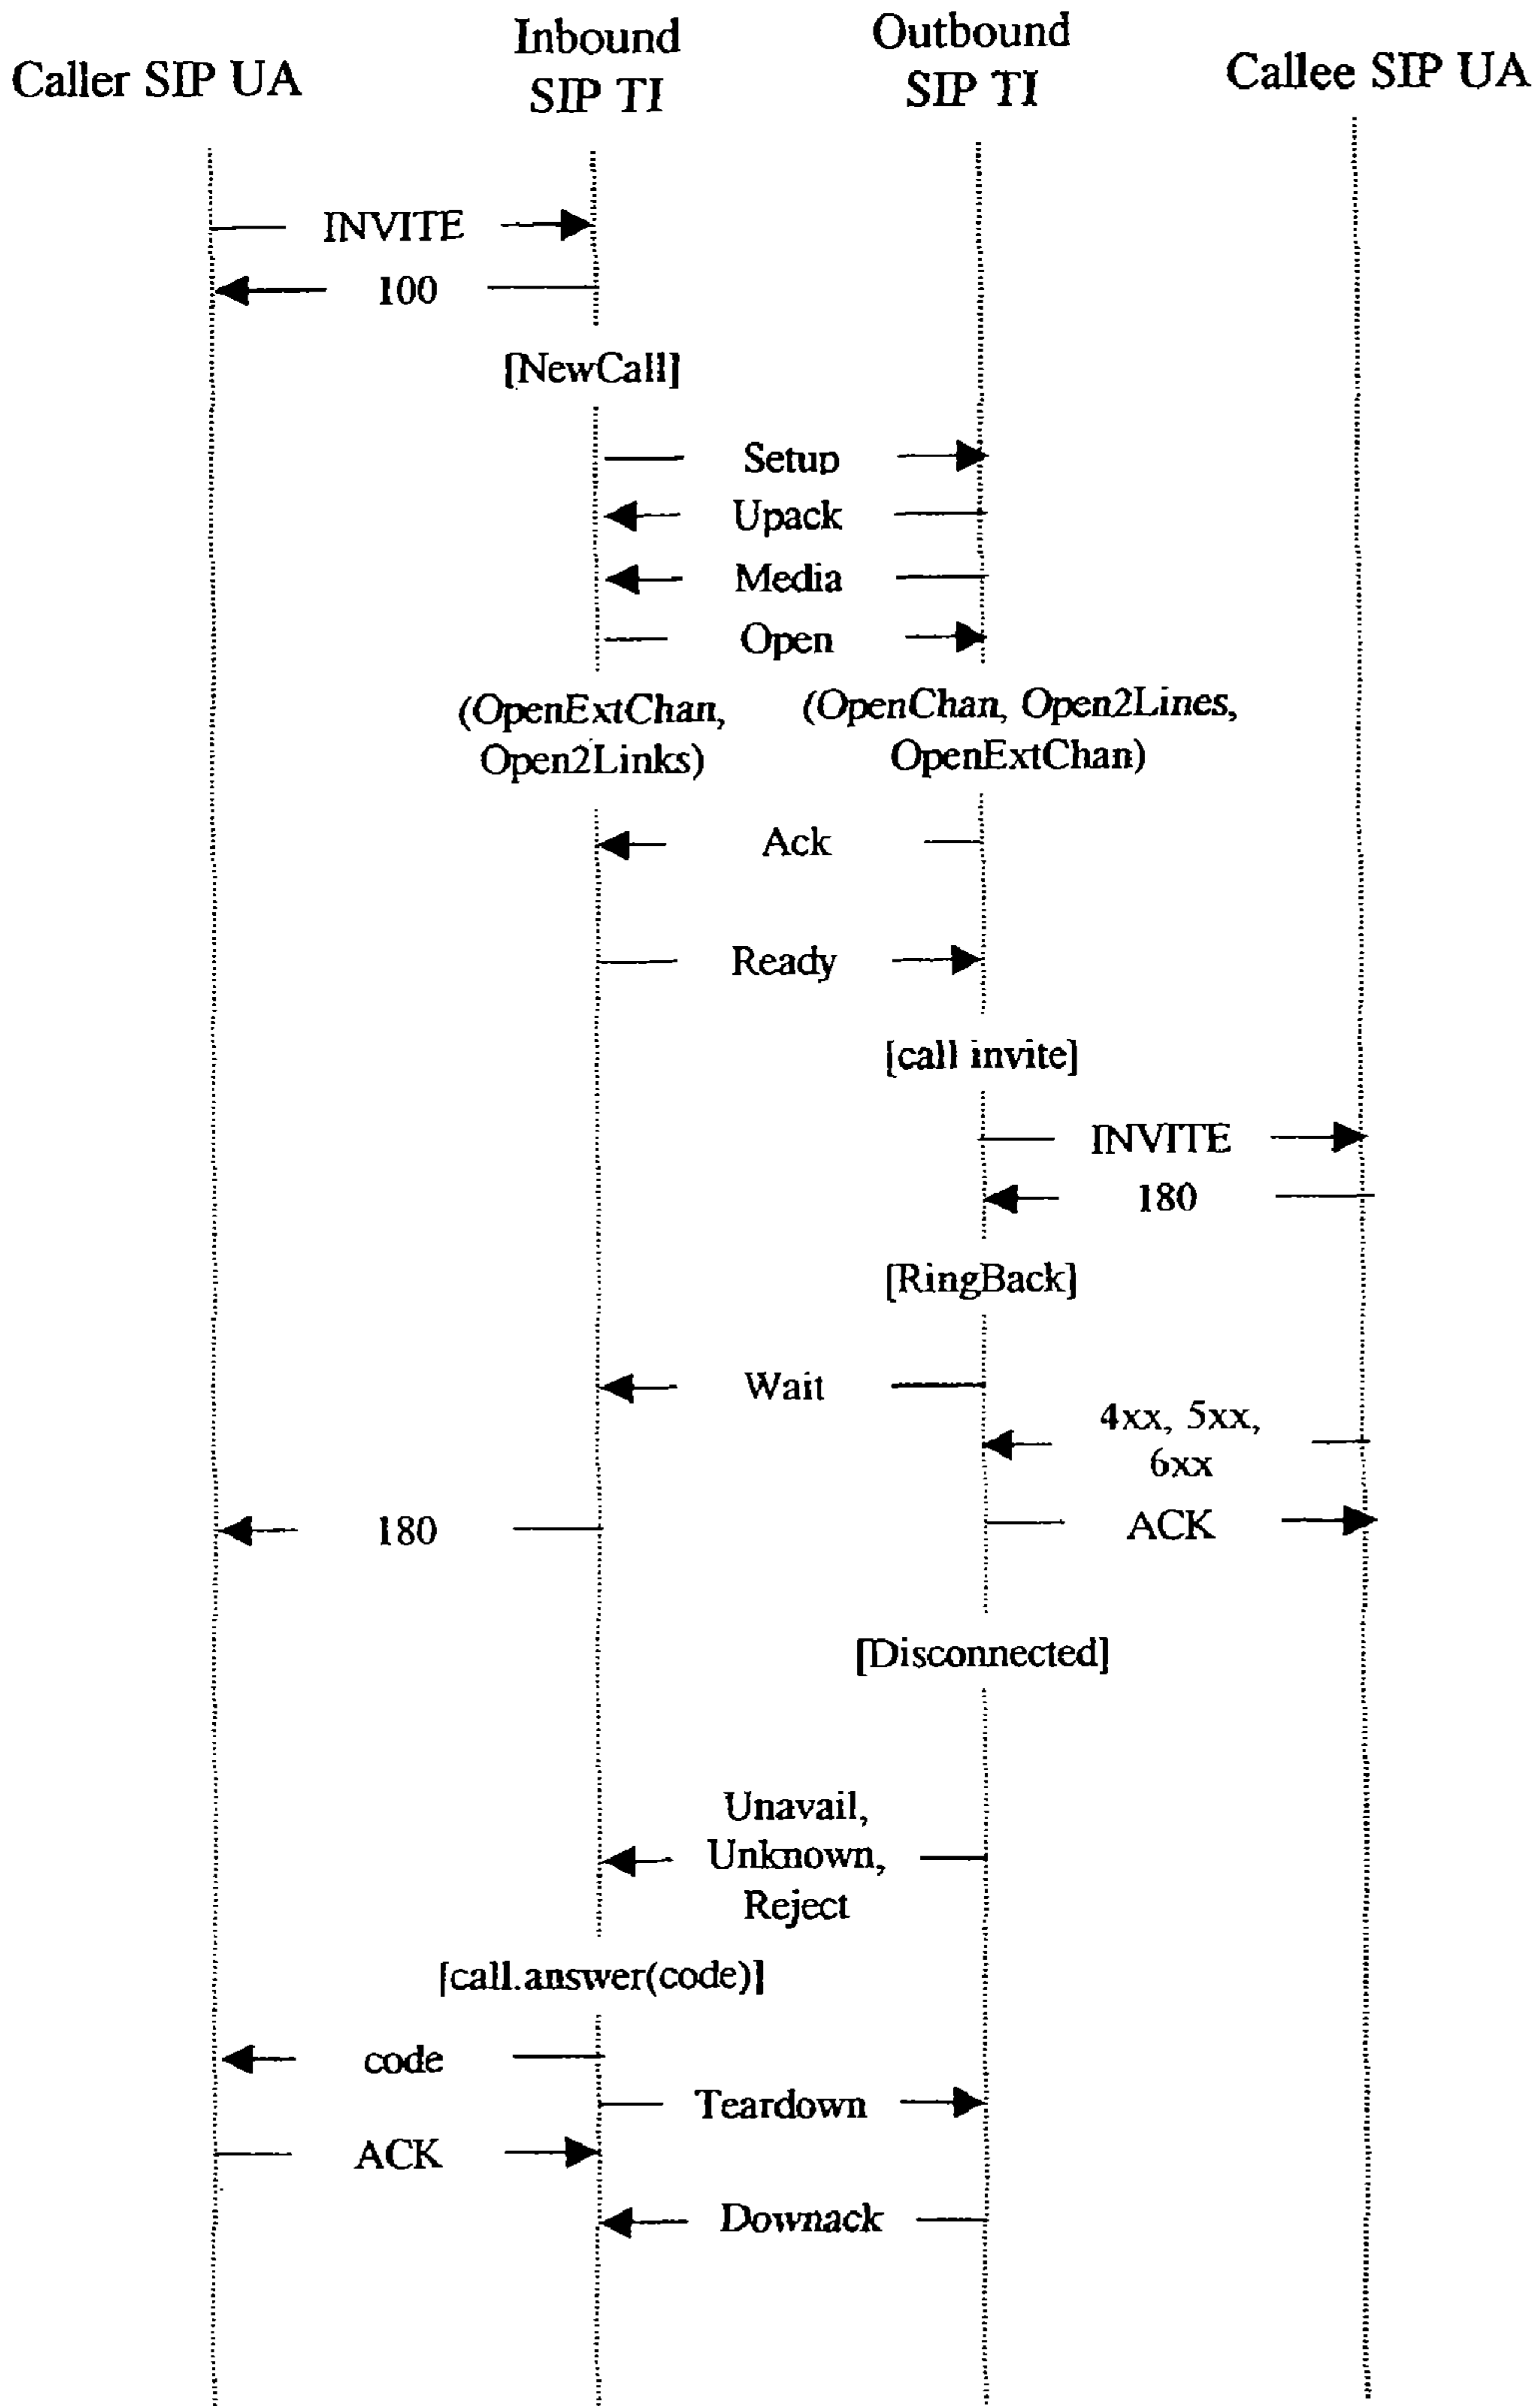 Caller SIP UA
Inbound
SIP TI
Outbound
SIP TI
Callee SIP UA
INVITE
100
[NewCall]
Setup
Upack
Media
Open
(OpenExtChan,
Open2Links)
(OpenChan, Open2Lines,
OpenExtChan)
Ack
Ready
[call invite]
INVITE
180
[RingBack]
Wait
4xx, 5xx,
6xx
180
ACK
[Disconnected]
Unavail,
Unknown,
Reject
[call.answer(code)]
code
Teardown
ACK
Downack